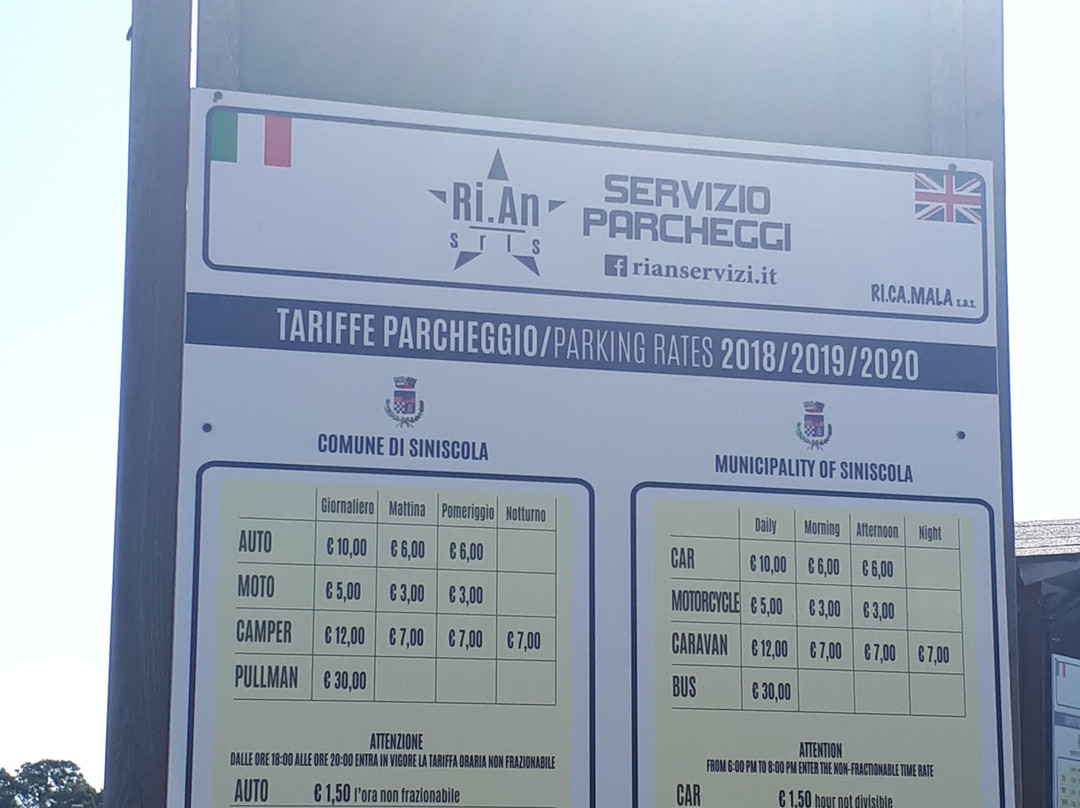 Ri.An
srls
SERVIZIO
PARCHEGGI
rianservizi.it
RI.CA.MALA s.a.s.
TARIFFE PARCHEGGIO/PARKING RATES 2018/2019/2020
COMUNE DI SINISCOLA
Giornaliero Mattina Pomeriggio Notturno
AUTO € 10,00 € 6,00 € 6,00
MOTO € 5,00 € 3,00 € 3,00
CAMPER € 12,00 € 7,00 € 7,00 € 7,00
PULLMAN € 30,00
ATTENZIONE
DALLE ORE 18:00 ALLE ORE 20:00 ENTRA IN VIGORE LA TARIFFA ORARIA NON FRAZIONABILE
AUTO € 1,50 l'ora non frazionabile
MUNICIPALITY OF SINISCOLA
Daily Morning Afternoon Night
CAR € 10,00 € 6,00 € 6,00
MOTORCYCLE € 5,00 € 3,00 € 3,00
CARAVAN € 12,00 € 7,00 € 7,00 € 7,00
BUS € 30,00
ATTENTION
FROM 6:00 PM TO 8:00 PM ENTER THE NON-FRACTIONABLE TIME RATE
CAR € 1,50 hour not divisible